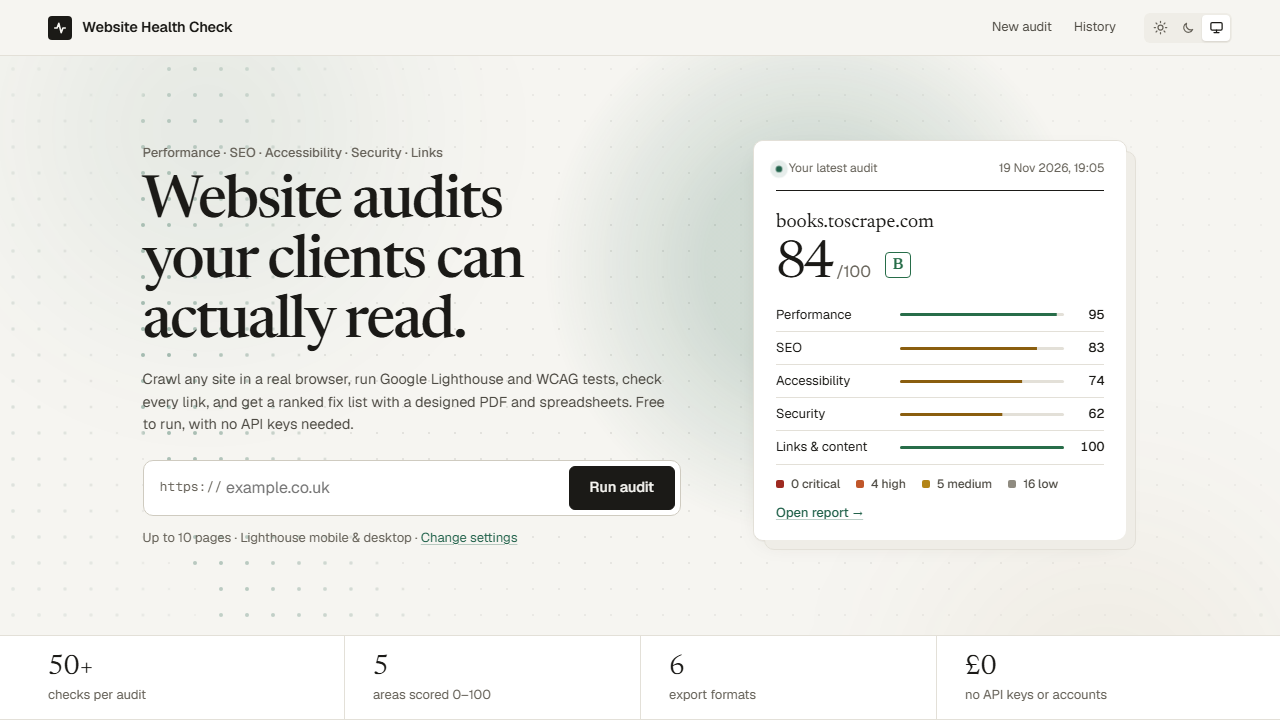 Website Health Check
New audit
History
Performance · SEO · Accessibility · Security · Links
Website audits
your clients can
actually read.
Crawl any site in a real browser, run Google Lighthouse and WCAG tests, check
every link, and get a ranked fix list with a designed PDF and spreadsheets. Free
to run, with no API keys needed.
https:// example.co.uk
Run audit
Up to 10 pages · Lighthouse mobile & desktop · Change settings
Your latest audit
19 Nov 2026, 19:05
books.toscrape.com
84 /100 B
Performance 95
SEO 83
Accessibility 74
Security 62
Links & content 100
0 critical 4 high 5 medium 16 low
Open report →
50+
checks per audit
5
areas scored 0–100
6
export formats
£0
no API keys or accounts